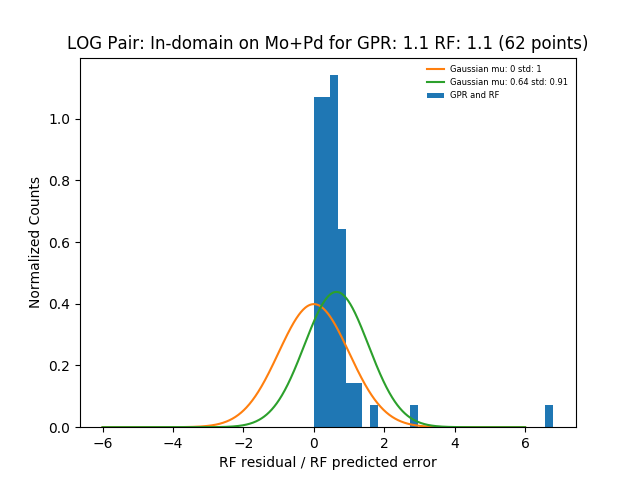 LOG Pair: In-domain on Mo+Pd for GPR: 1.1 RF: 1.1 (62 points)
Gaussian mu: 0 std: 1
Gaussian mu: 0.64 std: 0.91
GPR and RF
Normalized Counts
1.0
0.8
0.6
0.4
0.2
0.0
−6 −4 −2 0 2 4 6
RF residual / RF predicted error